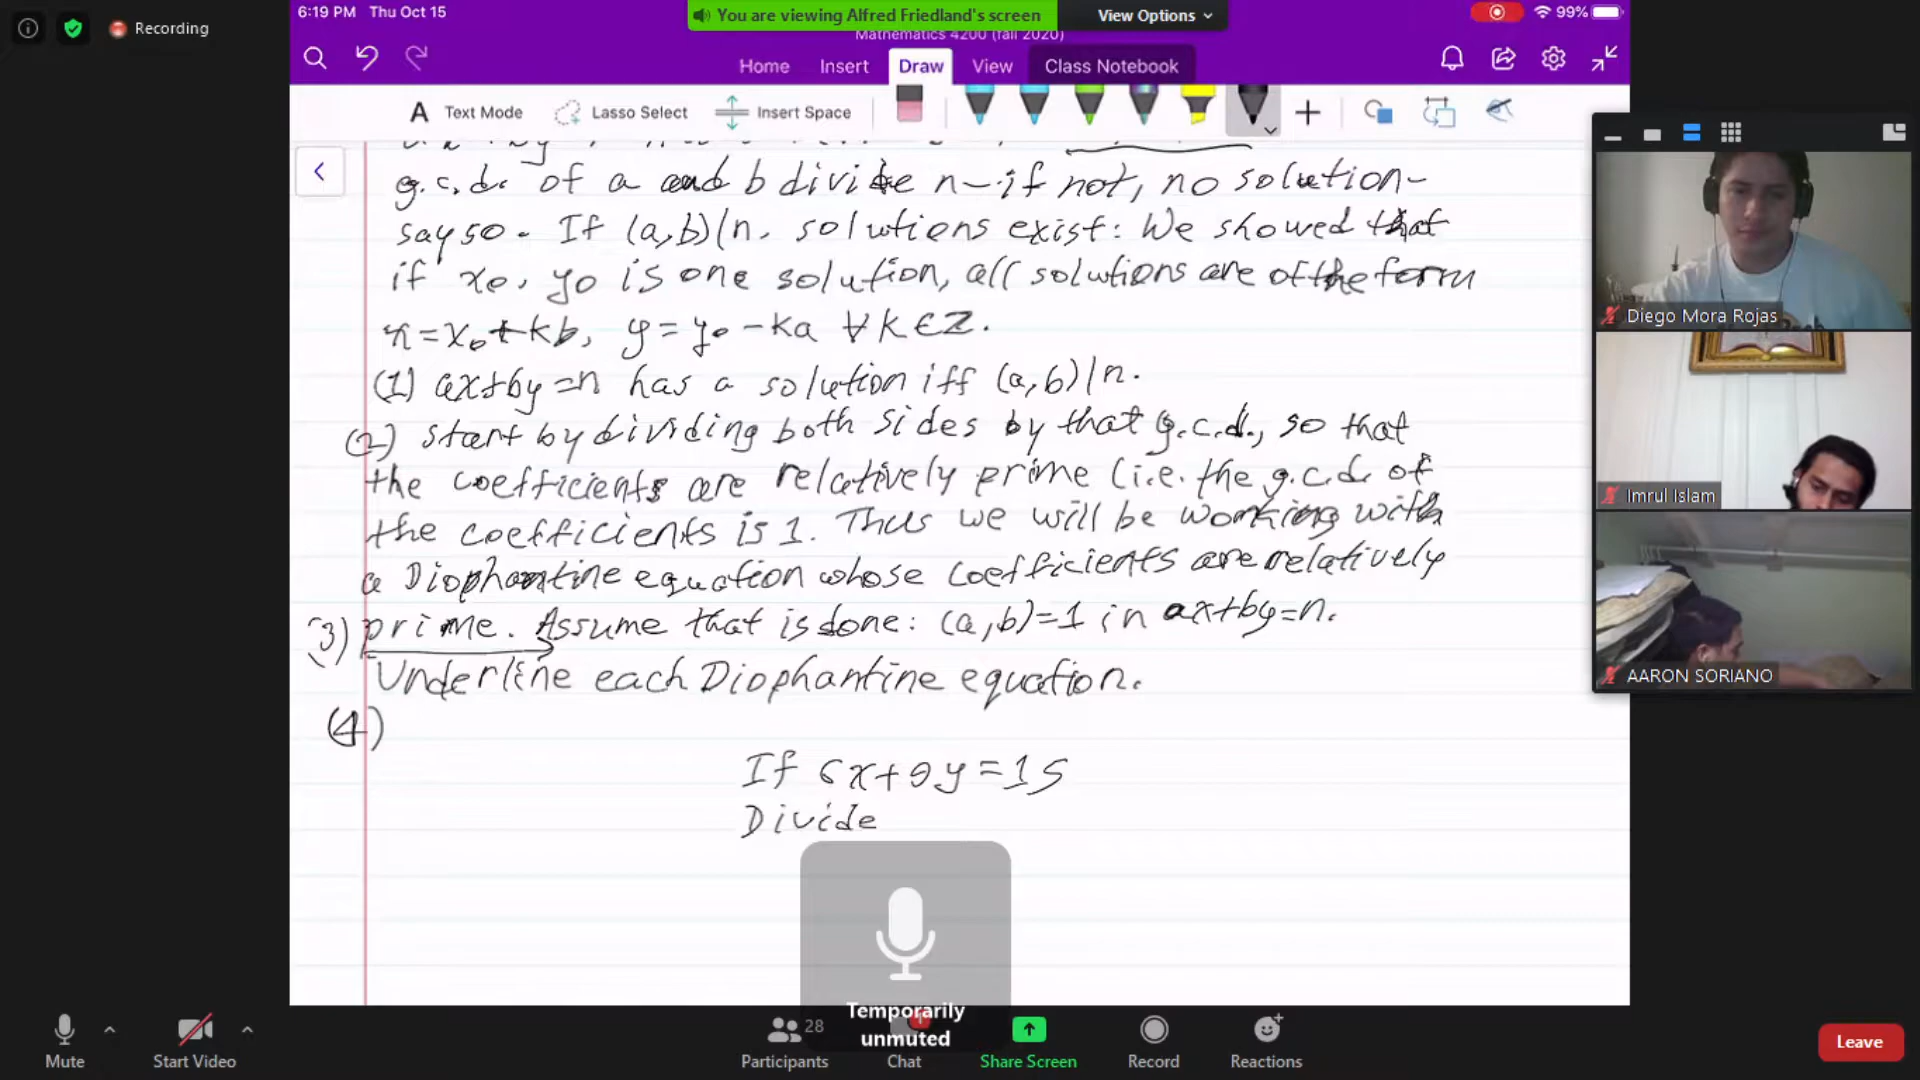 6:19 PM Thu Oct 15
You are viewing Alfred Friedland's screen
View Options
99%
Recording
Mathematics 4200 (fall 2020)
Home Insert Draw View Class Notebook
A Text Mode Lasso Select Insert Space
g.c.d. of a and b divide n-if not, no solution-
say so. If (a,b)|n, solutions exist: We showed that
if x0, y0 is one solution, all solutions are of the form
x=x0+kb, y=y0-ka ∀k∈Z.
(1) ax+by=n has a solution iff (a,b)|n.
(2) Start by dividing both sides by that g.c.d., so that
the coefficients are relatively prime (i.e. the g.c.d. of
the coefficients is 1. Thus we will be working with
a Diophantine equation whose coefficients are relatively
(3) prime. Assume that is done: (a,b)=1 in ax+by=n.
Underline each Diophantine equation.
(4)
If 6x+9y=15
Divide
Diego Mora Rojas
Imrul Islam
AARON SORIANO
Temporarily
unmuted
Mute
Start Video
Participants 28
Chat 1
Share Screen
Record
Reactions
Leave